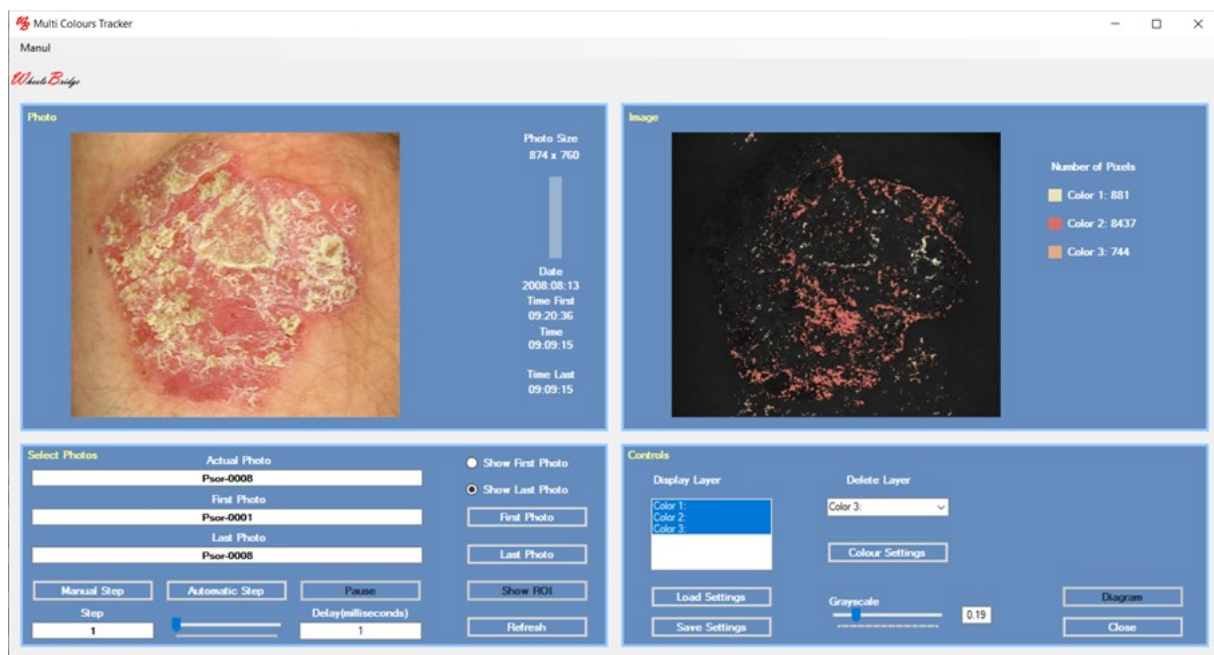 Multi Colours Tracker
Manul
WheelsBridge
Photo
Photo Size
874 x 760
Date
2008:08:13
Time First
09:20:36
Time
09:09:15
Time Last
09:09:15
Image
Number of Pixels
Color 1: 881
Color 2: 8437
Color 3: 744
Select Photos
Actual Photo
Psor-0008
First Photo
Psor-0001
Last Photo
Psor-0008
Show First Photo
Show Last Photo
First Photo
Last Photo
Manual Step
Automatic Step
Pause
Show ROI
Step
1
Delay(milliseconds)
1
Refresh
Controls
Display Layer
Color 1:
Color 2:
Color 3:
Delete Layer
Color 3:
Colour Settings
Load Settings
Save Settings
Grayscale
0.19
Diagram
Close